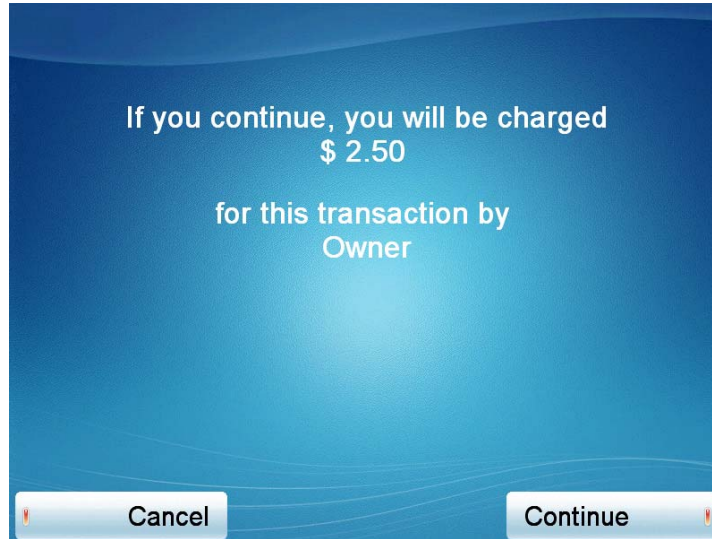 If you continue, you will be charged
$ 2.50
for this transaction by
Owner
Cancel
Continue